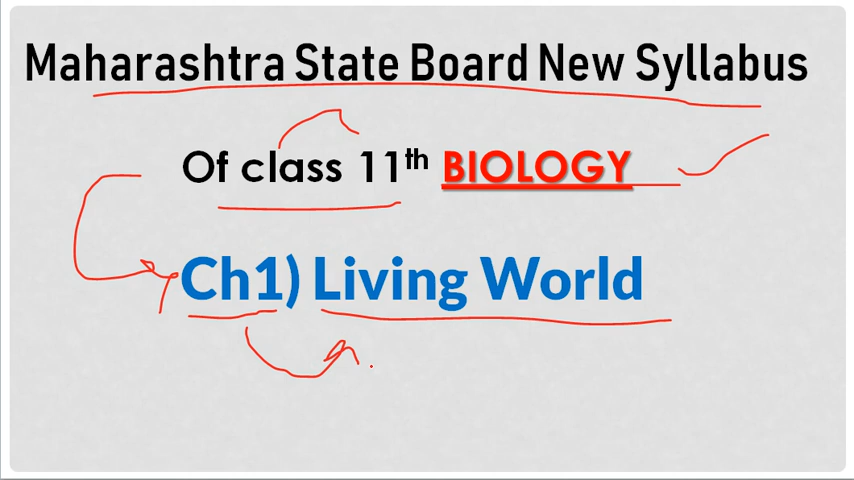 Maharashtra State Board New Syllabus
Of class 11th BIOLOGY
Ch1) Living World